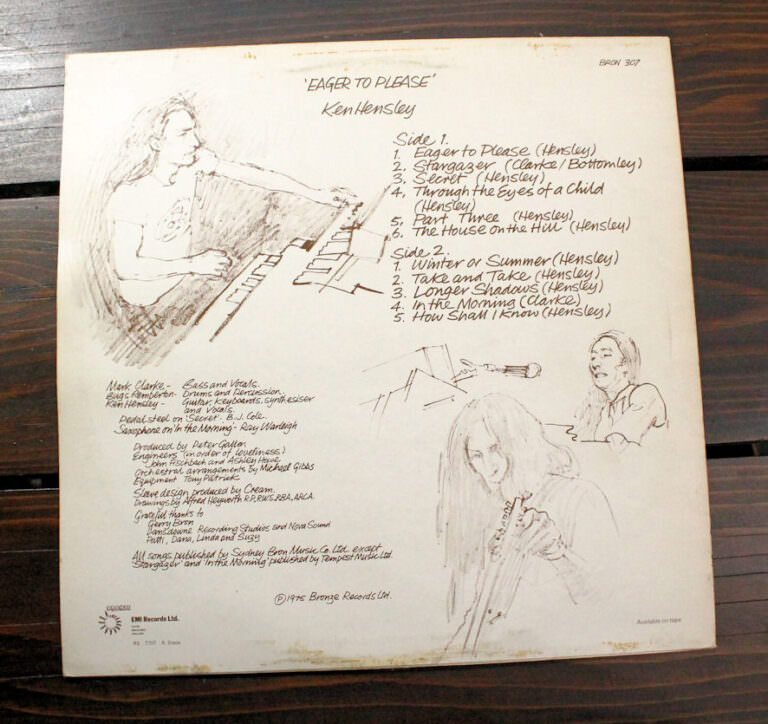 BRON 307
'EAGER TO PLEASE'
Ken Hensley
Side 1.
1. Eager to Please (Hensley)
2. Stargazer (Clarke/Bottomley)
3. Secret (Hensley)
4. Through the Eyes of a Child
(Hensley)
5. Part Three (Hensley)
6. The House on the Hill (Hensley)
Side 2.
1. Winter or Summer (Hensley)
2. Take and Take (Hensley)
3. Longer Shadows (Hensley)
4. In the Morning (Clarke)
5. How Shall I Know (Hensley)
Mark Clarke - Bass and Vocals.
Bugs Pemberton - Drums and Percussion.
Ken Hensley - Guitar, Keyboards, synthesiser
and Vocals.
Pedal steel on 'Secret'- B.J. Cole.
Saxophone on 'In the Morning'- Ray Warleigh
Produced by Peter Gallen
Engineers (in order of loveliness)
John Fischbach and Ashley Howe
Orchestral arrangements by Michael Gibbs
Equipment Tony Patrick
Sleeve design produced by Cream.
Drawings by Alfred Heyworth R.P., R.W.S. R.B.A., A.R.C.A.
Grateful thanks to
Gerry Bron
Lansdowne Recording Studios and Nova Sound
Patti, Dana, Linda and Suzy
All songs published by Sydney Bron Music Co. Ltd. except
'Stargazer' and 'In the Morning' published by Tempest Music Ltd.
Ⓟ 1975 Bronze Records Ltd.
EMI Records Ltd.
Available on tape